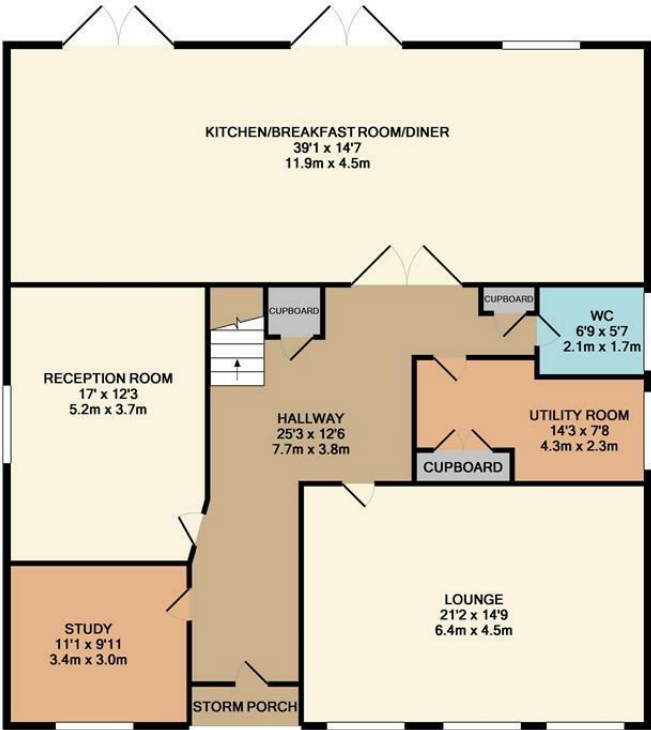 KITCHEN/BREAKFAST ROOM/DINER
39'1 x 14'7
11.9m x 4.5m
CUPBOARD
CUPBOARD
WC
6'9 x 5'7
2.1m x 1.7m
RECEPTION ROOM
17' x 12'3
5.2m x 3.7m
HALLWAY
25'3 x 12'6
7.7m x 3.8m
UTILITY ROOM
14'3 x 7'8
4.3m x 2.3m
CUPBOARD
LOUNGE
21'2 x 14'9
6.4m x 4.5m
STUDY
11'1 x 9'11
3.4m x 3.0m
STORM PORCH